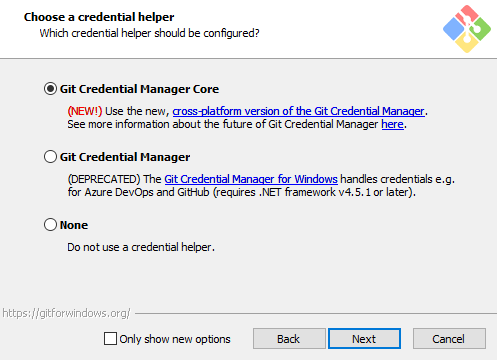 Choose a credential helper
Which credential helper should be configured?
Git Credential Manager Core
(NEW!) Use the new, cross-platform version of the Git Credential Manager.
See more information about the future of Git Credential Manager here.
Git Credential Manager
(DEPRECATED) The Git Credential Manager for Windows handles credentials e.g.
for Azure DevOps and GitHub (requires .NET framework v4.5.1 or later).
None
Do not use a credential helper.
https://gitforwindows.org/
Only show new options
Back
Next
Cancel